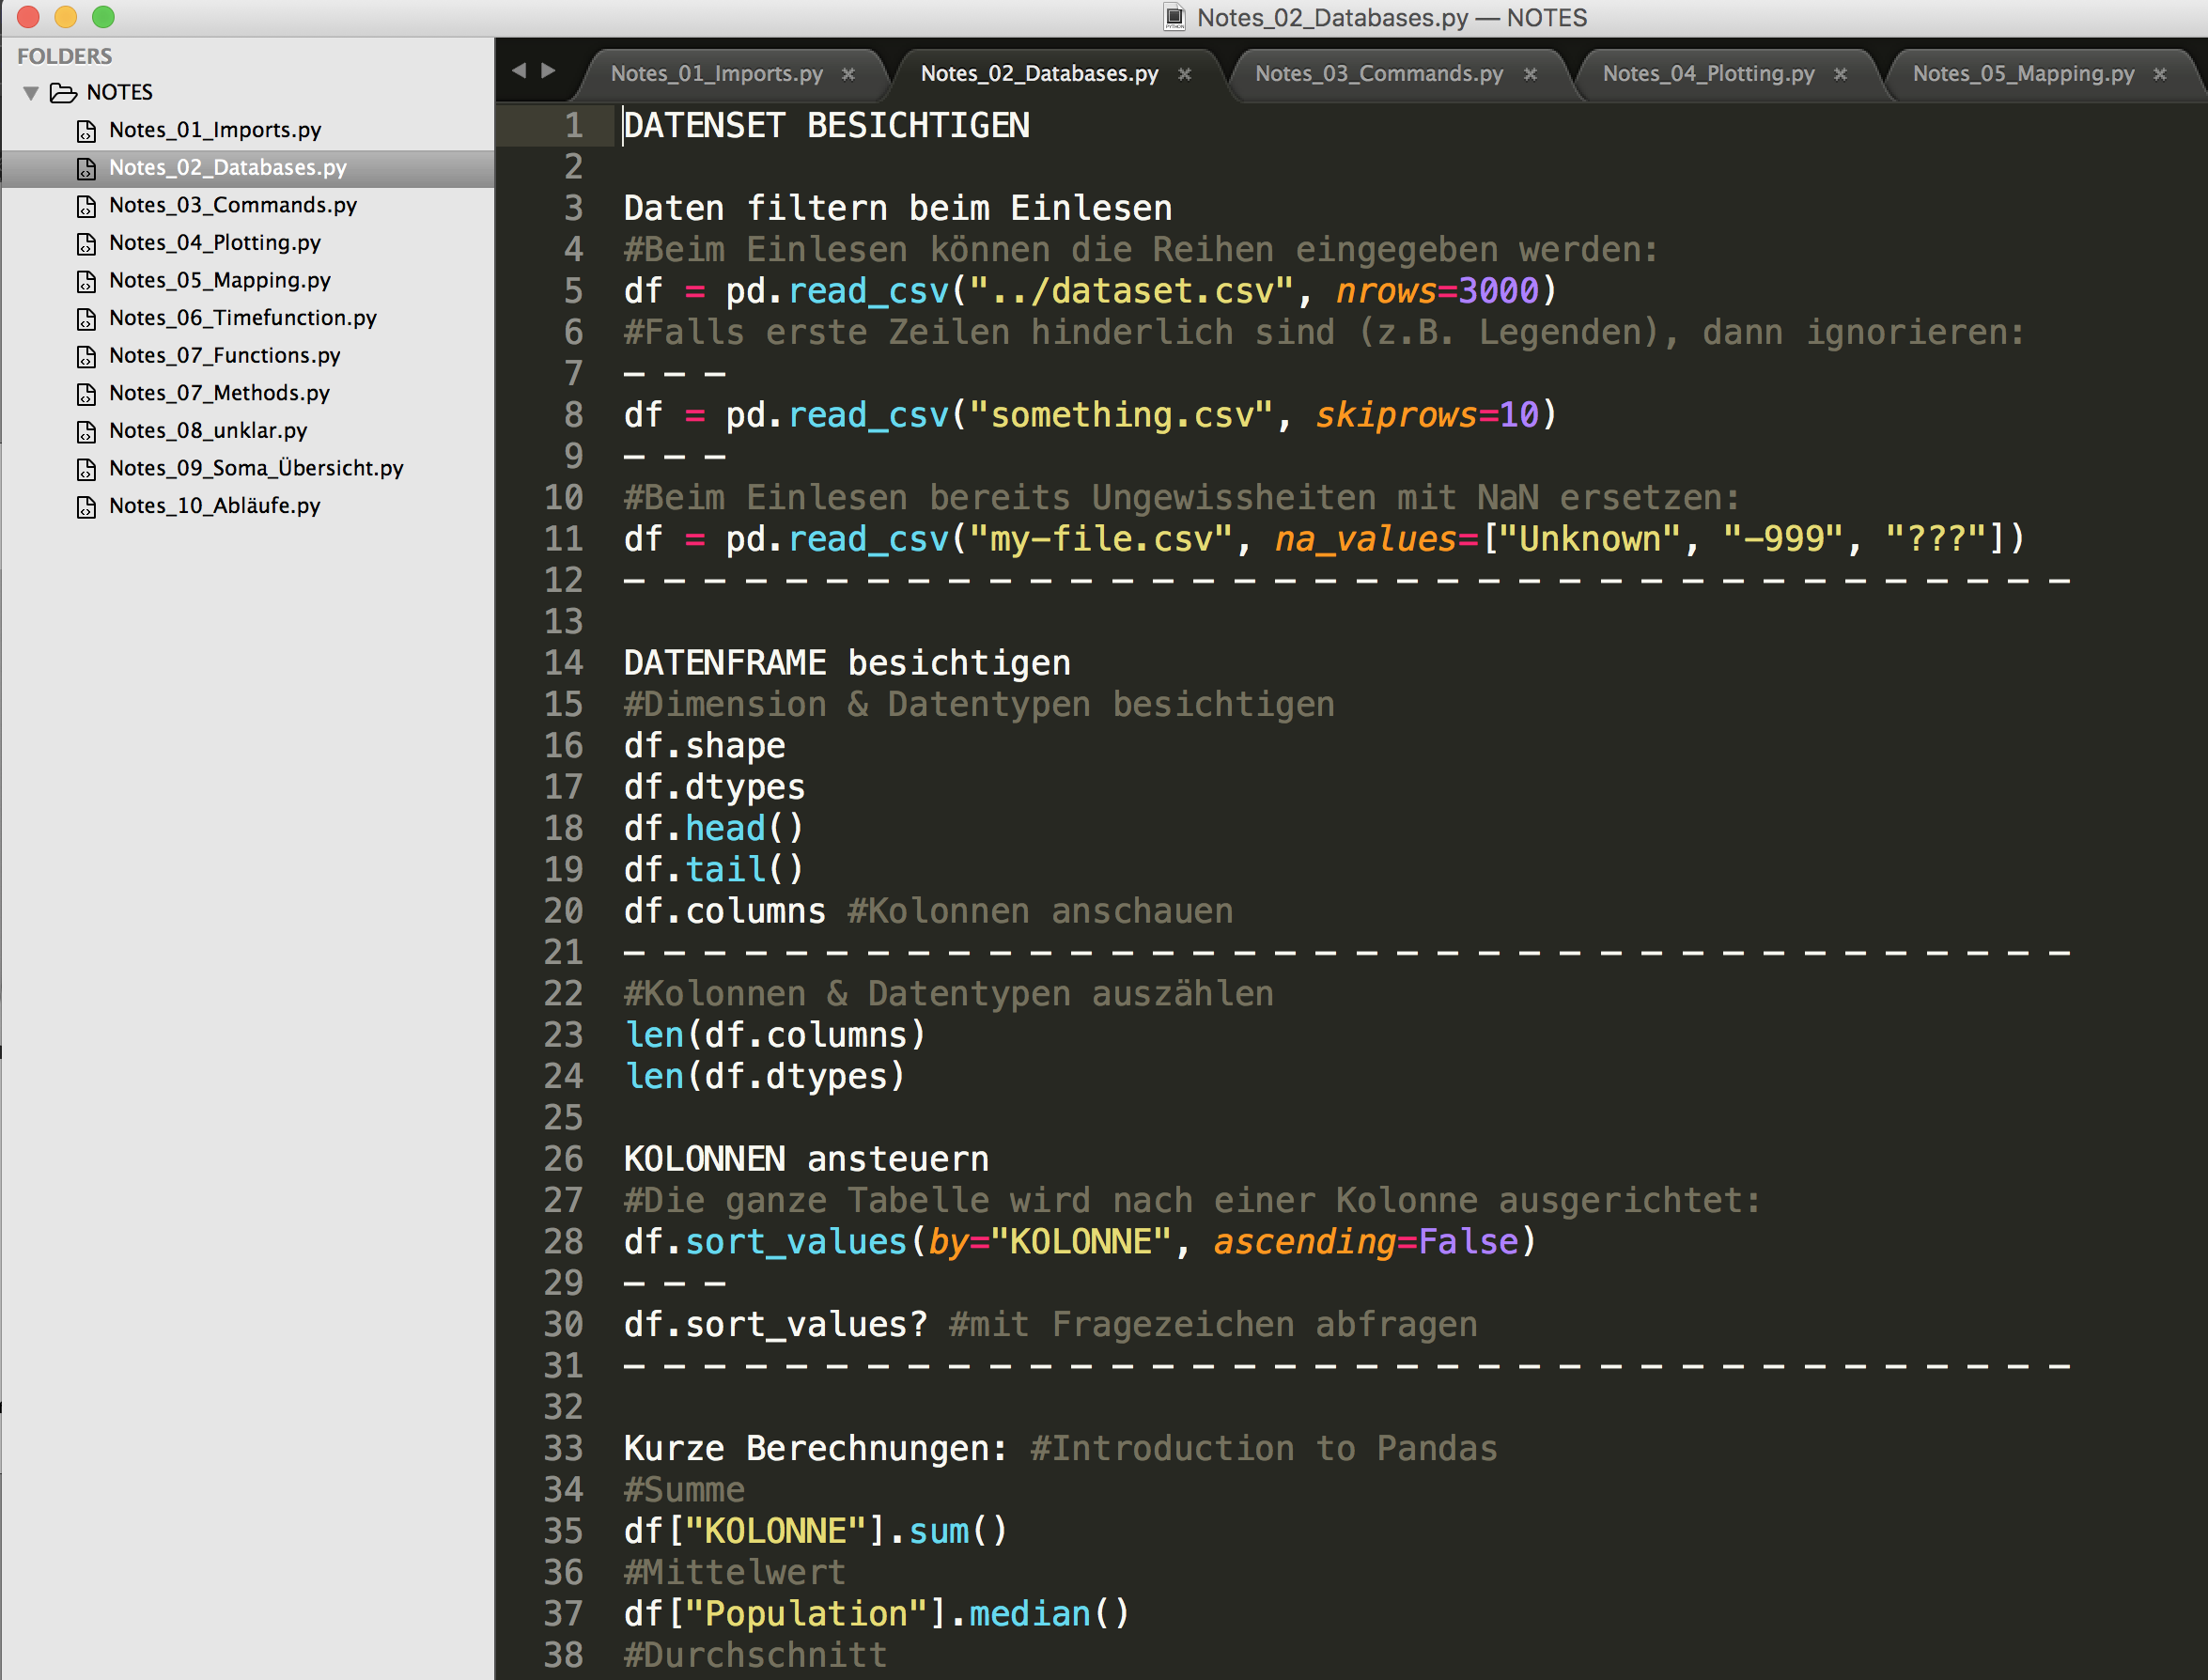 Notes_02_Databases.py — NOTES
FOLDERS
NOTES
Notes_01_Imports.py
Notes_02_Databases.py
Notes_03_Commands.py
Notes_04_Plotting.py
Notes_05_Mapping.py
Notes_06_Timefunction.py
Notes_07_Functions.py
Notes_07_Methods.py
Notes_08_unklar.py
Notes_09_Soma_Übersicht.py
Notes_10_Abläufe.py
Notes_01_Imports.py × Notes_02_Databases.py × Notes_03_Commands.py × Notes_04_Plotting.py × Notes_05_Mapping.py ×
1 DATENSET BESICHTIGEN
2
3 Daten filtern beim Einlesen
4 #Beim Einlesen können die Reihen eingegeben werden:
5 df = pd.read_csv("../dataset.csv", nrows=3000)
6 #Falls erste Zeilen hinderlich sind (z.B. Legenden), dann ignorieren:
7 - - -
8 df = pd.read_csv("something.csv", skiprows=10)
9 - - -
10 #Beim Einlesen bereits Ungewissheiten mit NaN ersetzen:
11 df = pd.read_csv("my-file.csv", na_values=["Unknown", "-999", "???"])
12 - - - - - - - - - - - - - - - - - - - - - - - - - - - - - - - - - - - -
13
14 DATENFRAME besichtigen
15 #Dimension & Datentypen besichtigen
16 df.shape
17 df.dtypes
18 df.head()
19 df.tail()
20 df.columns #Kolonnen anschauen
21 - - - - - - - - - - - - - - - - - - - - - - - - - - - - - - - - - - - -
22 #Kolonnen & Datentypen auszählen
23 len(df.columns)
24 len(df.dtypes)
25
26 KOLONNEN ansteuern
27 #Die ganze Tabelle wird nach einer Kolonne ausgerichtet:
28 df.sort_values(by="KOLONNE", ascending=False)
29 - - -
30 df.sort_values? #mit Fragezeichen abfragen
31 - - - - - - - - - - - - - - - - - - - - - - - - - - - - - - - - - - - -
32
33 Kurze Berechnungen: #Introduction to Pandas
34 #Summe
35 df["KOLONNE"].sum()
36 #Mittelwert
37 df["Population"].median()
38 #Durchschnitt